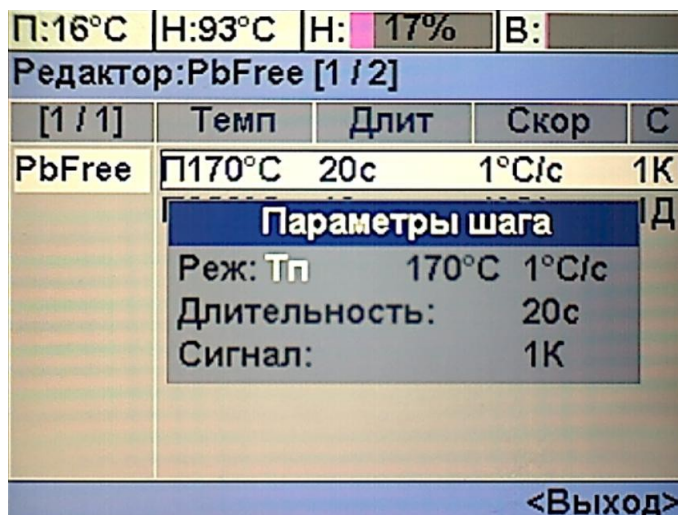 П:16°C H:93°C H: 17% B:
Редактор:PbFree [1 / 2]
[1 / 1] Темп Длит Скор С
PbFree П170°C 20с 1°C/с 1К
1Д
Параметры шага
Реж: Тп 170°C 1°C/с
Длительность: 20с
Сигнал: 1К
<Выход>